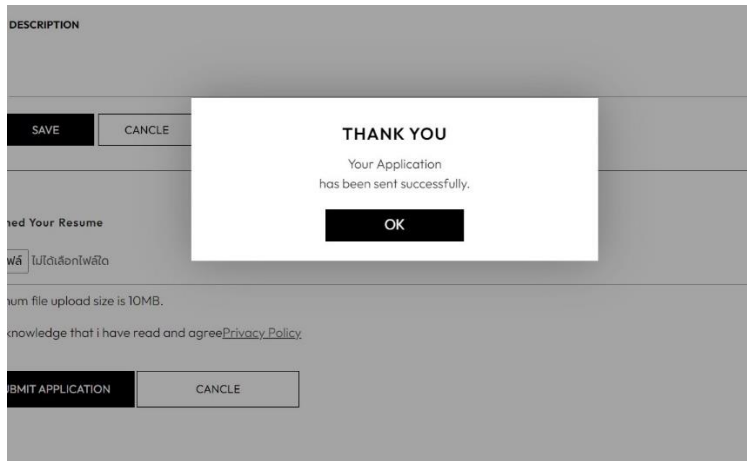 DESCRIPTION
SAVE
CANCLE
THANK YOU
Your Application
has been sent successfully.
OK
Your Resume
ไม่ได้เลือกไฟล์ใด
file upload size is 10MB.
that i have read and agreePrivacy Policy
APPLICATION
CANCLE